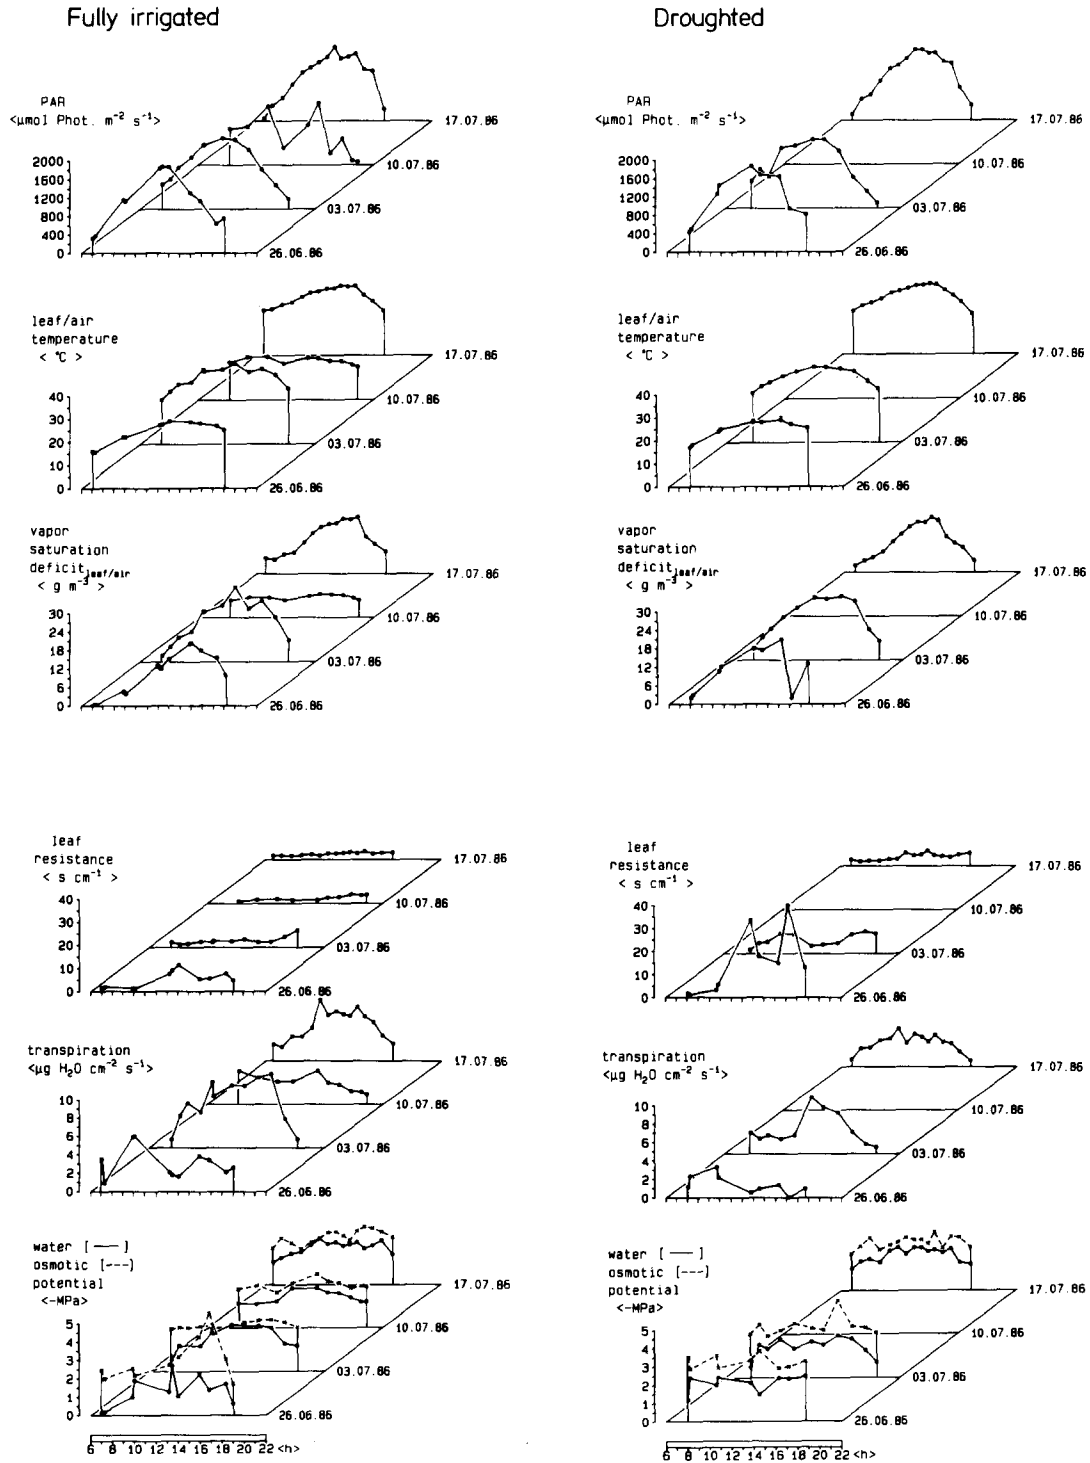 Fully irrigated
PAR
<µmol Phot. m⁻² s⁻¹>
2000
1600
1200
800
400
0
17.07.86
10.07.86
03.07.86
26.06.86
leaf/air
temperature
< °C >
40
30
20
10
0
17.07.86
10.07.86
03.07.86
26.06.86
vapor
saturation
deficit leaf/air
< g m⁻³ >
30
24
18
12
6
0
17.07.86
10.07.86
03.07.86
26.06.86
leaf
resistance
< s cm⁻¹ >
40
30
20
10
0
17.07.86
10.07.86
03.07.86
26.06.86
transpiration
<µg H₂O cm⁻² s⁻¹>
10
8
6
4
2
0
17.07.86
10.07.86
03.07.86
26.06.86
water [——]
osmotic [---]
potential
<-MPa>
5
4
3
2
1
0
17.07.86
10.07.86
03.07.86
26.06.86
6 8 10 12 14 16 18 20 22 <h>
Droughted
PAR
<µmol Phot. m⁻² s⁻¹>
2000
1600
1200
800
400
0
17.07.86
10.07.86
03.07.86
26.06.86
leaf/air
temperature
< °C >
40
30
20
10
0
17.07.86
10.07.86
03.07.86
26.06.86
vapor
saturation
deficit leaf/air
< g m⁻³ >
30
24
18
12
6
0
17.07.86
10.07.86
03.07.86
26.06.86
leaf
resistance
< s cm⁻¹ >
40
30
20
10
0
17.07.86
10.07.86
03.07.86
26.06.86
transpiration
<µg H₂O cm⁻² s⁻¹>
10
8
6
4
2
0
17.07.86
10.07.86
03.07.86
26.06.86
water [——]
osmotic [---]
potential
<-MPa>
5
4
3
2
1
0
17.07.86
10.07.86
03.07.86
26.06.86
6 8 10 12 14 16 18 20 22 <h>